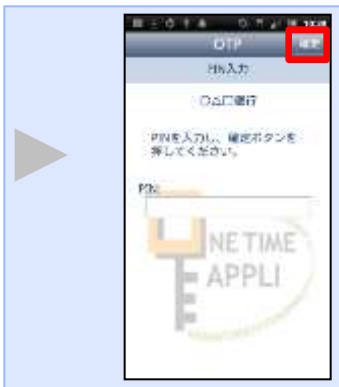 OTP 確定
PIN入力
○△□銀行
PINを入力し、確定ボタンを
押してください。
PIN:
NE TIME
APPLI